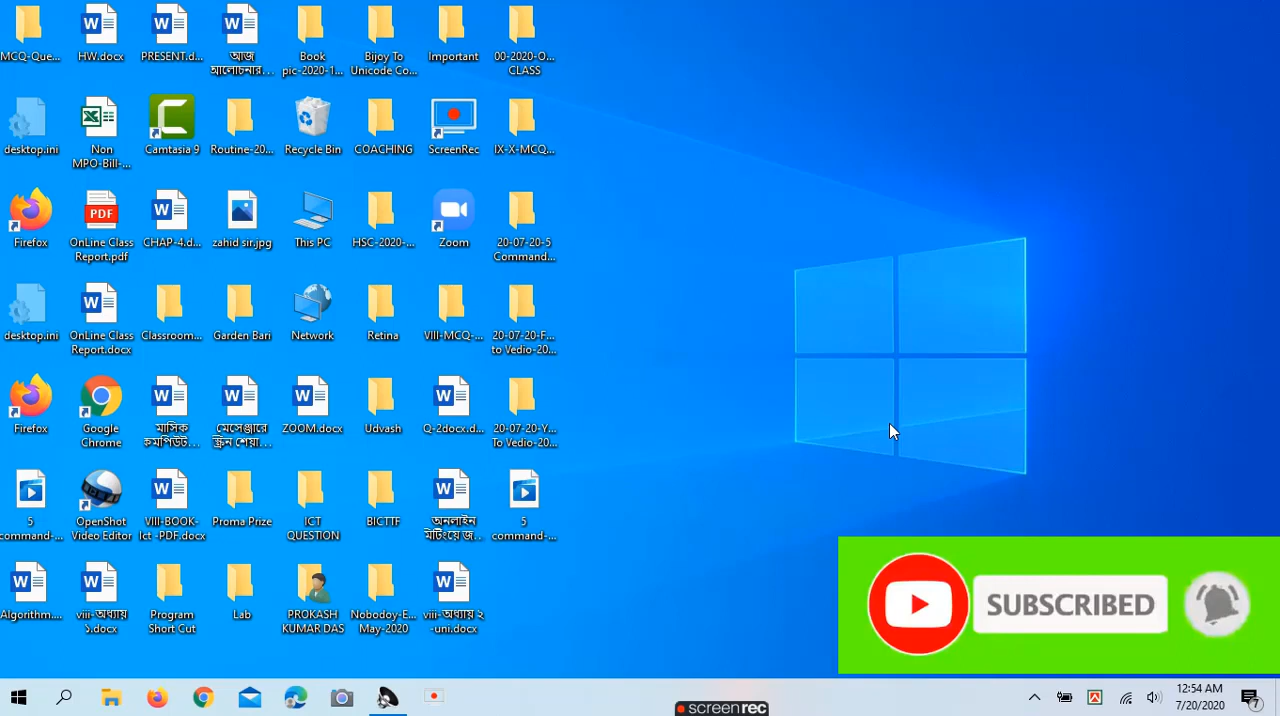 MCQ-Que...
HW.docx
PRESENT.d...
আজ
Book
pic-2020-1...
Bijoy To
Unicode Co...
Important
00-2020-O...
CLASS
desktop.ini
Non
MPO-Bill-...
Camtasia 9
Routine-20...
Recycle Bin
COACHING
ScreenRec
IX-X-MCQ...
Firefox
PDF
OnLine Class
Report.pdf
CHAP-4.d...
zahid sir.jpg
This PC
HSC-2020-...
Zoom
20-07-20-5
Command...
desktop.ini
OnLine Class
Report.docx
Classroom...
Garden Bari
Network
Retina
VIII-MCQ-...
20-07-20-F...
to Vedio-20...
Firefox
Google
Chrome
মাসিক
কমপিউট...
মেসেঞ্জারে
স্ক্রিন শেয়া...
ZOOM.docx
Udvash
Q-2docx.d...
20-07-20-Y...
To Vedio-20...
5
command-...
OpenShot
Video Editor
VIII-BOOK-
Ict -PDF.docx
Proma Prize
ICT
QUESTION
BICTTF
অনলাইন
মিটিংয়ে জ...
5
command-...
Algorithm....
viii-অধ্যায়
১.docx
Program
Short Cut
Lab
PROKASH
KUMAR DAS
Nobodoy-E...
May-2020
viii-অধ্যায় ২
-uni.docx
SUBSCRIBED
screenrec
12:54 AM
7/20/2020
7